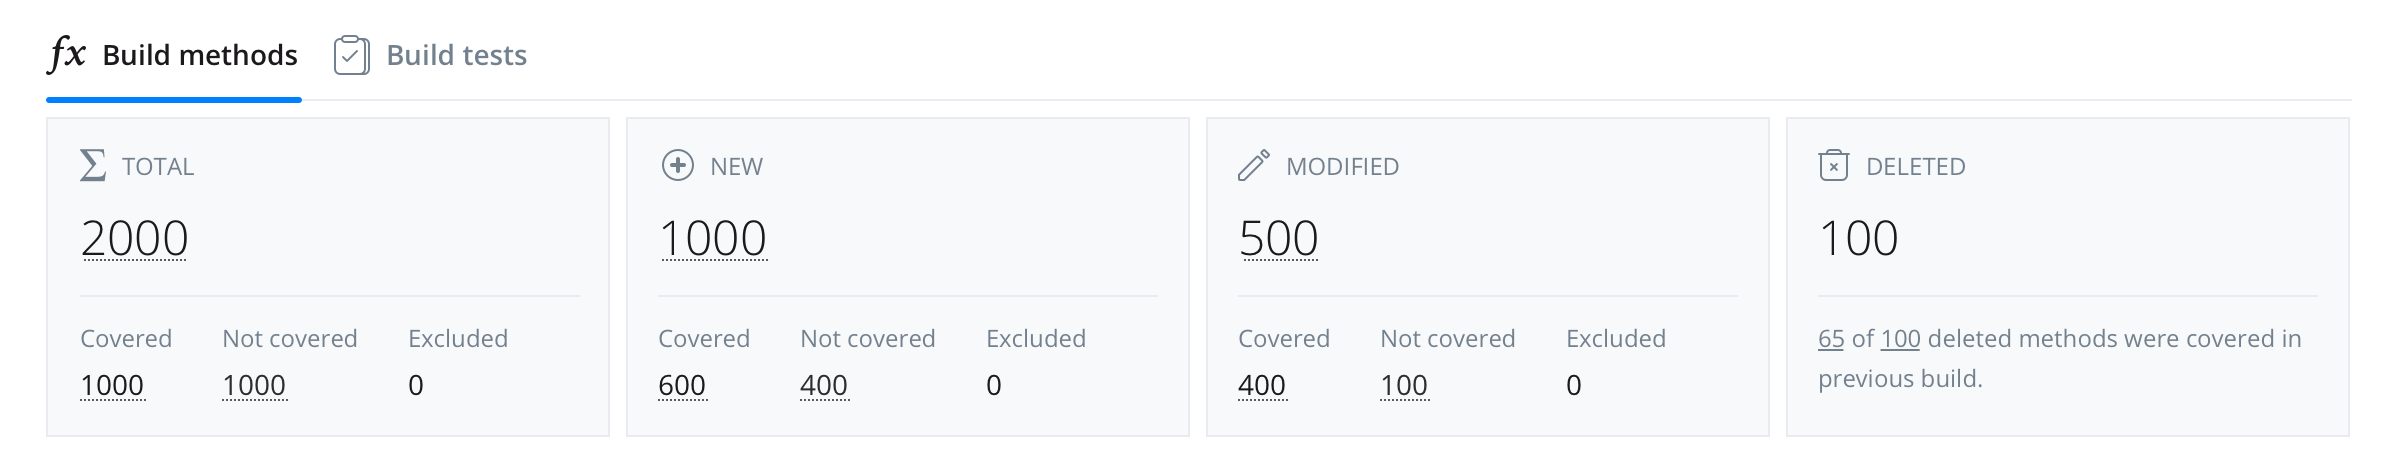 fx Build methods Build tests
TOTAL
2000
Covered Not covered Excluded
1000 1000 0
NEW
1000
Covered Not covered Excluded
600 400 0
MODIFIED
500
Covered Not covered Excluded
400 100 0
DELETED
100
65 of 100 deleted methods were covered in
previous build.